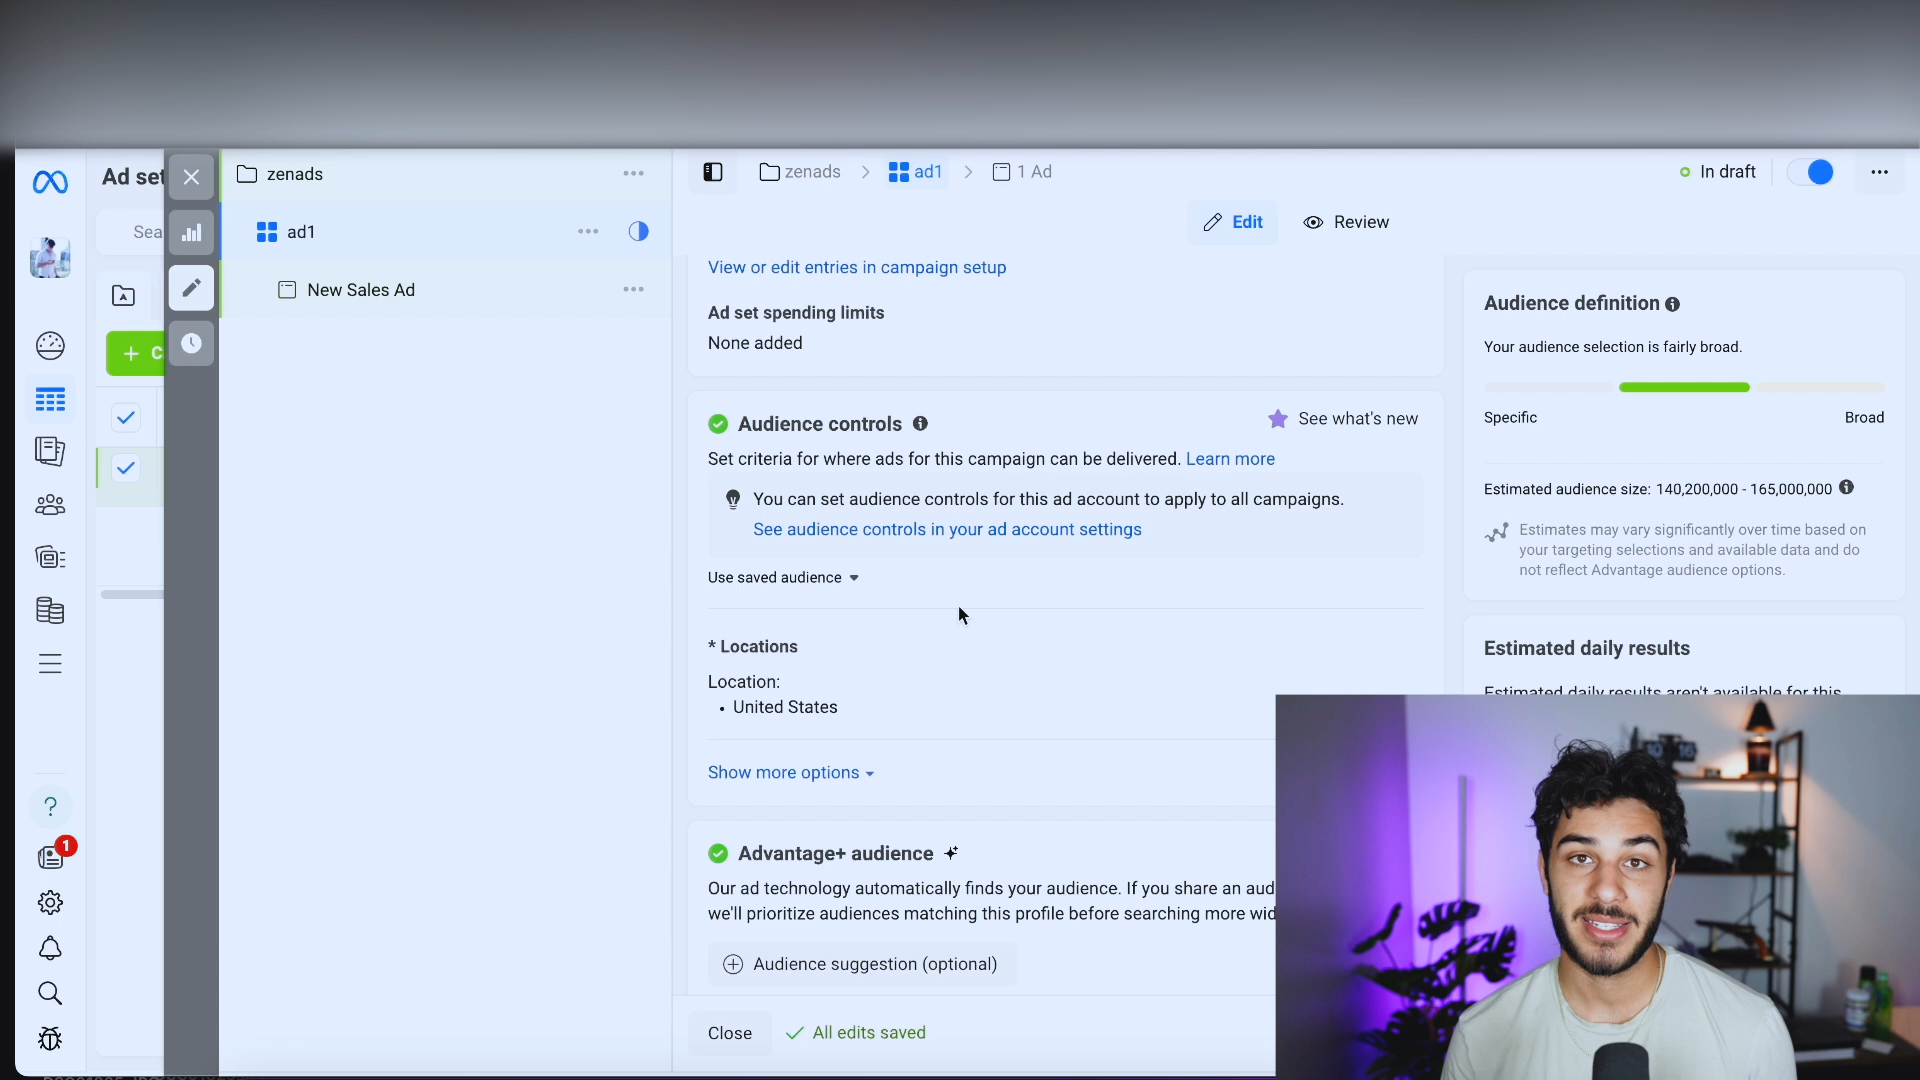 Ad set
zenads
zenads
ad1
1 Ad
In draft
Sea
ad1
Edit
Review
New Sales Ad
View or edit entries in campaign setup
Ad set spending limits
None added
C
Audience controls
See what's new
Set criteria for where ads for this campaign can be delivered. Learn more
You can set audience controls for this ad account to apply to all campaigns.
See audience controls in your ad account settings
Use saved audience
* Locations
Location:
• United States
Show more options
Advantage+ audience
Our ad technology automatically finds your audience. If you share an aud
we'll prioritize audiences matching this profile before searching more wid
Audience suggestion (optional)
Close
All edits saved
Audience definition
Your audience selection is fairly broad.
Specific
Broad
Estimated audience size: 140,200,000 - 165,000,000
Estimates may vary significantly over time based on
your targeting selections and available data and do
not reflect Advantage audience options.
Estimated daily results
Estimated daily results aren't available for this
1